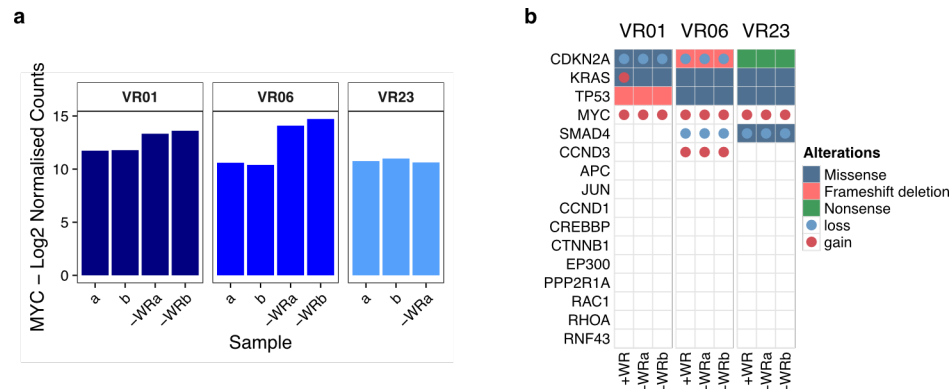 a
MYC – Log2 Normalised Counts
VR01
VR06
VR23
15
10
5
0
a
b
–WRa
–WRb
a
b
–WRa
–WRb
a
b
–WRa
Sample
b
VR01
VR06
VR23
CDKN2A
KRAS
TP53
MYC
SMAD4
CCND3
APC
JUN
CCND1
CREBBP
CTNNB1
EP300
PPP2R1A
RAC1
RHOA
RNF43
+WR
-WRa
-WRb
+WR
-WRa
-WRb
+WR
-WRa
-WRb
Alterations
Missense
Frameshift deletion
Nonsense
loss
gain